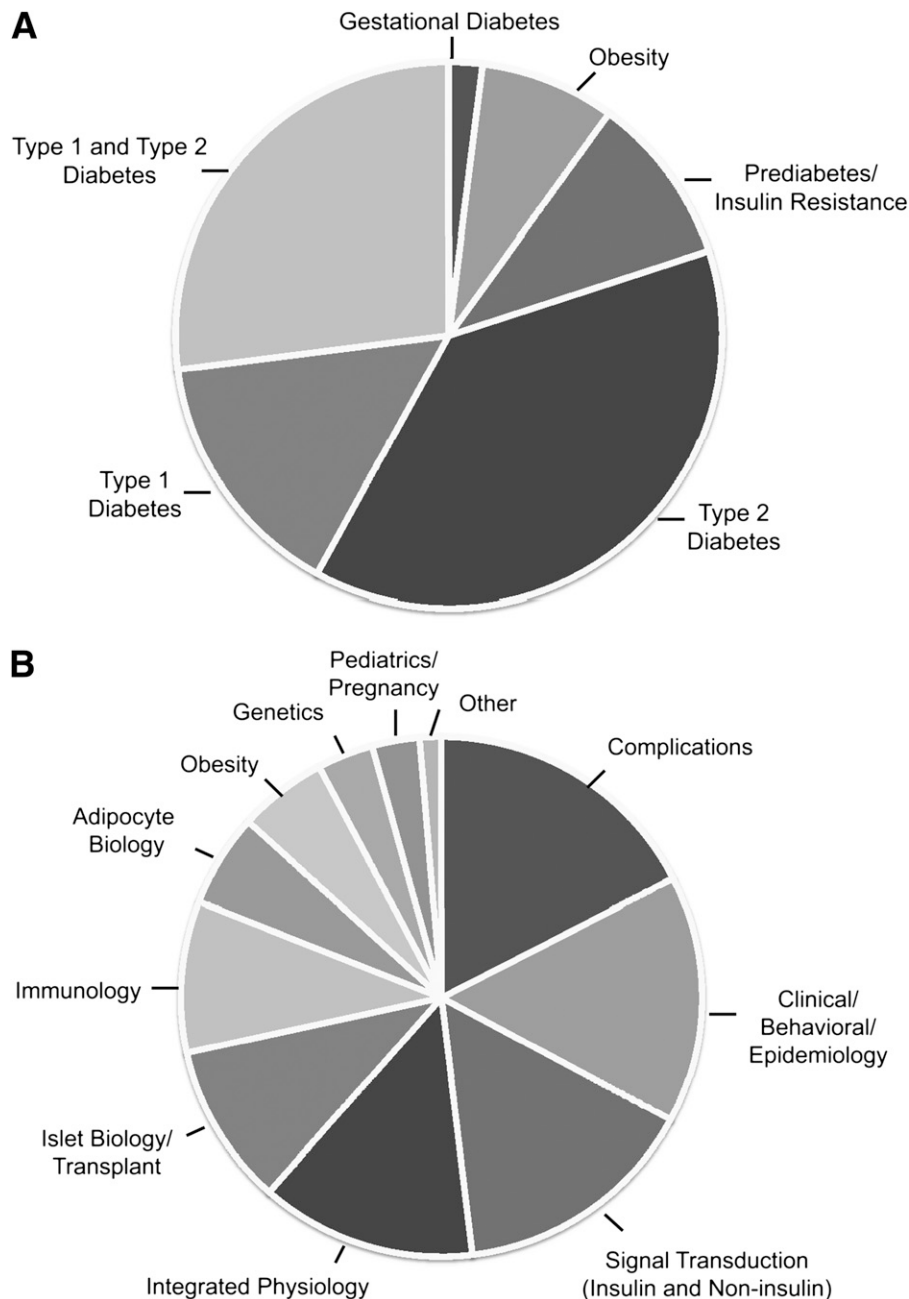 A
Gestational Diabetes
Obesity
Type 1 and Type 2
Diabetes
Prediabetes/
Insulin Resistance
Type 1
Diabetes
Type 2
Diabetes
B
Pediatrics/
Pregnancy
Other
Genetics
Complications
Obesity
Adipocyte
Biology
Immunology
Clinical/
Behavioral/
Epidemiology
Islet Biology/
Transplant
Integrated Physiology
Signal Transduction
(Insulin and Non-insulin)